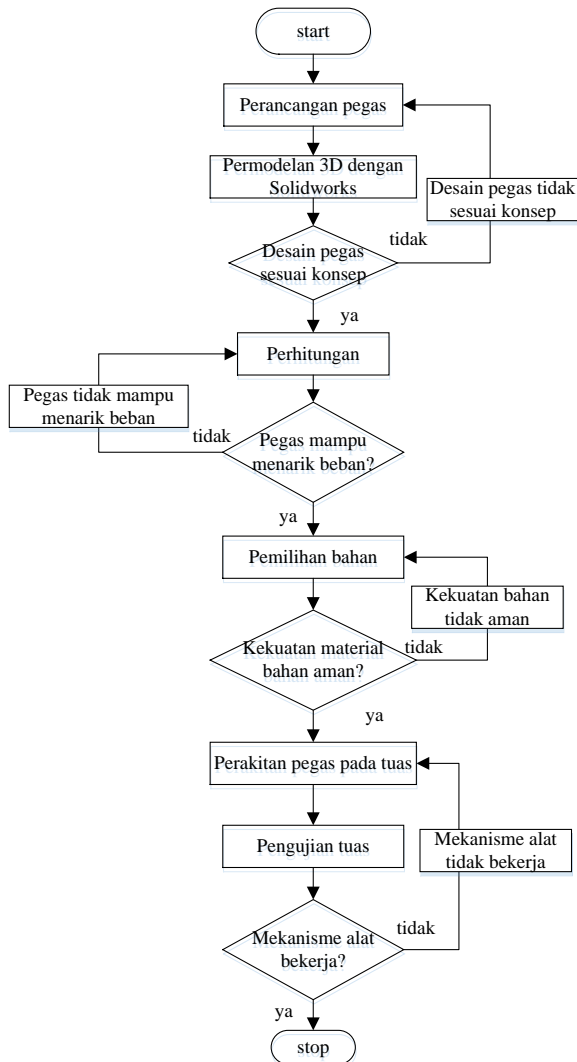 start
Perancangan pegas
Permodelan 3D dengan
Solidworks
Desain pegas tidak
sesuai konsep
tidak
Desain pegas
sesuai konsep
ya
Perhitungan
Pegas tidak mampu
menarik beban
tidak
Pegas mampu
menarik beban?
ya
Pemilihan bahan
Kekuatan bahan
tidak aman
tidak
Kekuatan material
bahan aman?
ya
Perakitan pegas pada tuas
Mekanisme alat
tidak bekerja
Pengujian tuas
tidak
Mekanisme alat
bekerja?
ya
stop